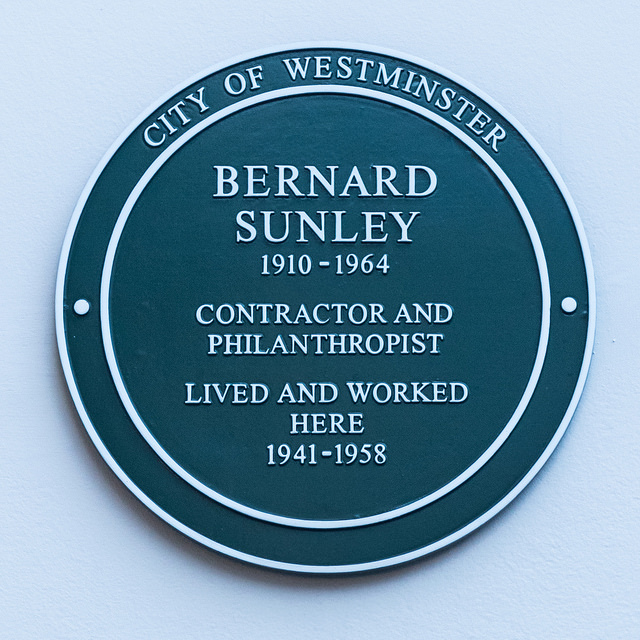 CITY OF WESTMINSTER
BERNARD
SUNLEY
1910-1964
CONTRACTOR AND
PHILANTHROPIST
LIVED AND WORKED
HERE
1941-1958